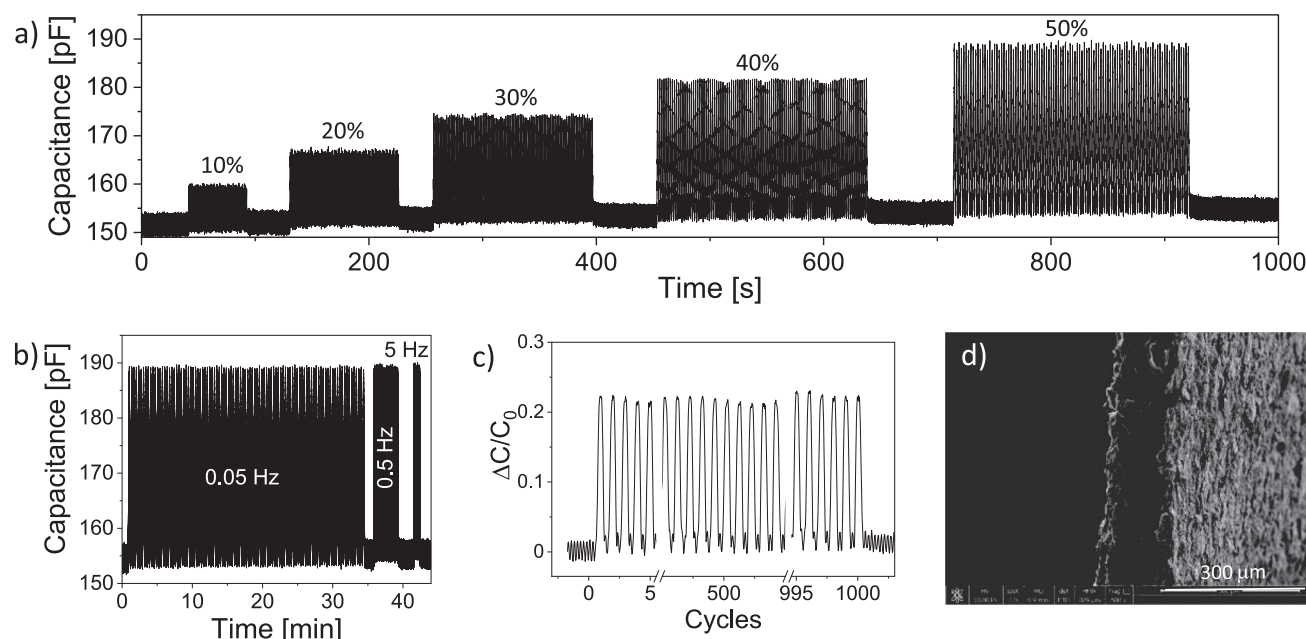 a)
Capacitance [pF]
190
180
170
160
150
10%
20%
30%
40%
50%
0
200
400
600
800
1000
Time [s]
b)
Capacitance [pF]
190
180
170
160
150
5 Hz
0.05 Hz
0.5 Hz
0
10
20
30
40
Time [min]
c)
ΔC/C₀
0.3
0.2
0.1
0
0
5
500
995
1000
Cycles
d)
300 µm